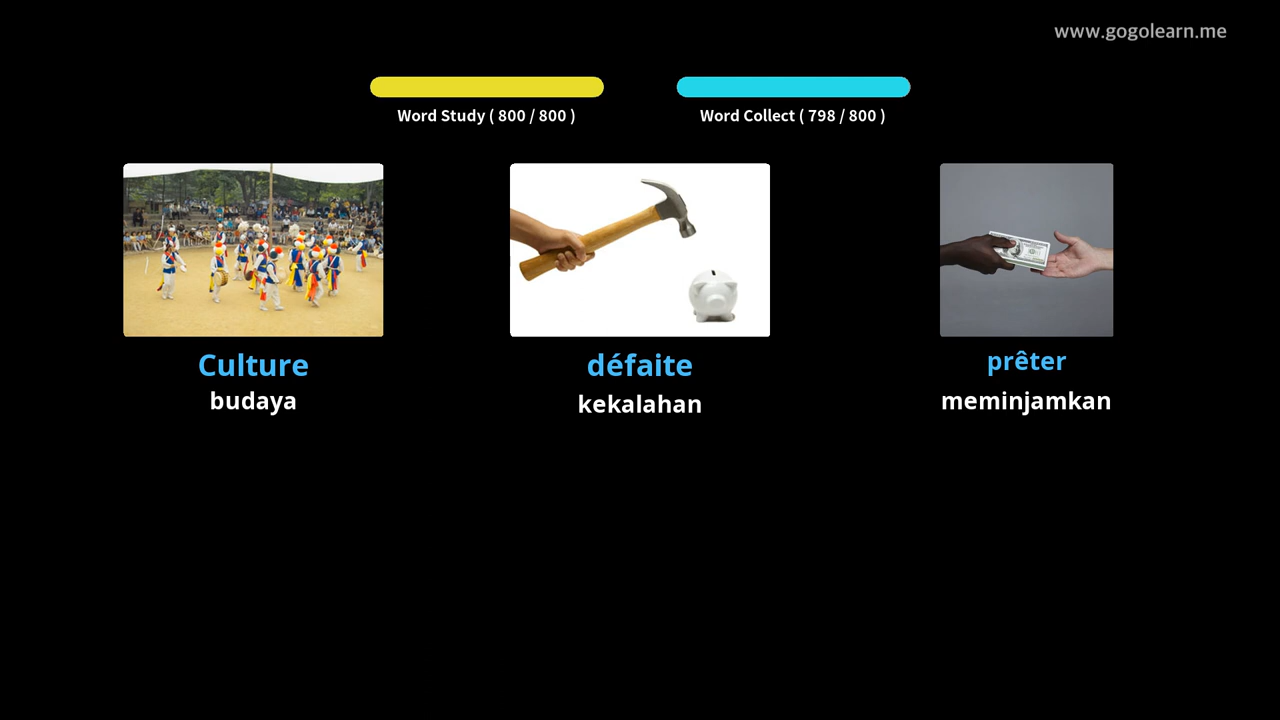 www.gogolearn.me
Word Study ( 800 / 800 )
Word Collect ( 798 / 800 )
Culture
budaya
défaite
kekalahan
prêter
meminjamkan